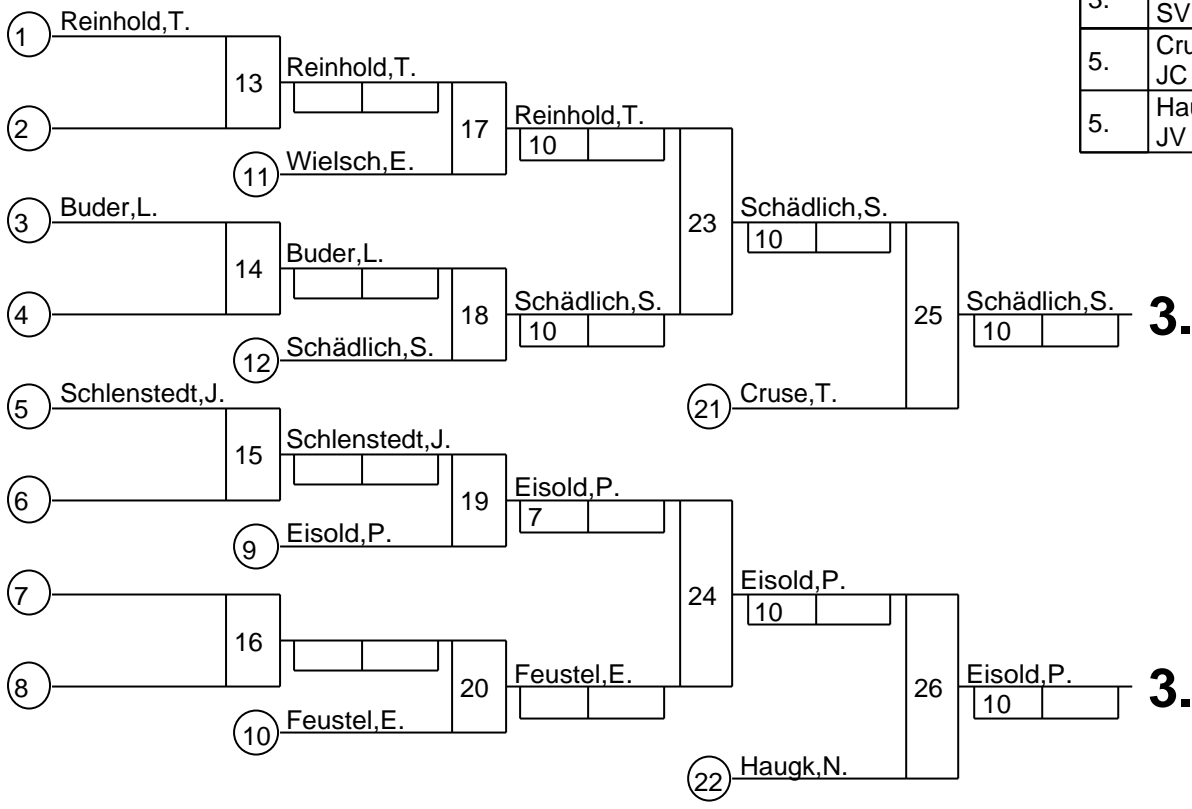 3.
SV
5.
JC
5.
JV
1 Reinhold,T.
13
Reinhold,T.
2
17
Reinhold,T.
10
11 Wielsch,E.
3 Buder,L.
23
Schädlich,S.
10
14
Buder,L.
4
18
Schädlich,S.
10
25
Schädlich,S.
10
3.
12 Schädlich,S.
5 Schlenstedt,J.
21 Cruse,T.
15
Schlenstedt,J.
6
19
Eisold,P.
7
9 Eisold,P.
7
24
Eisold,P.
10
16
8
20
Feustel,E.
26
Eisold,P.
10
3.
10 Feustel,E.
22 Haugk,N.